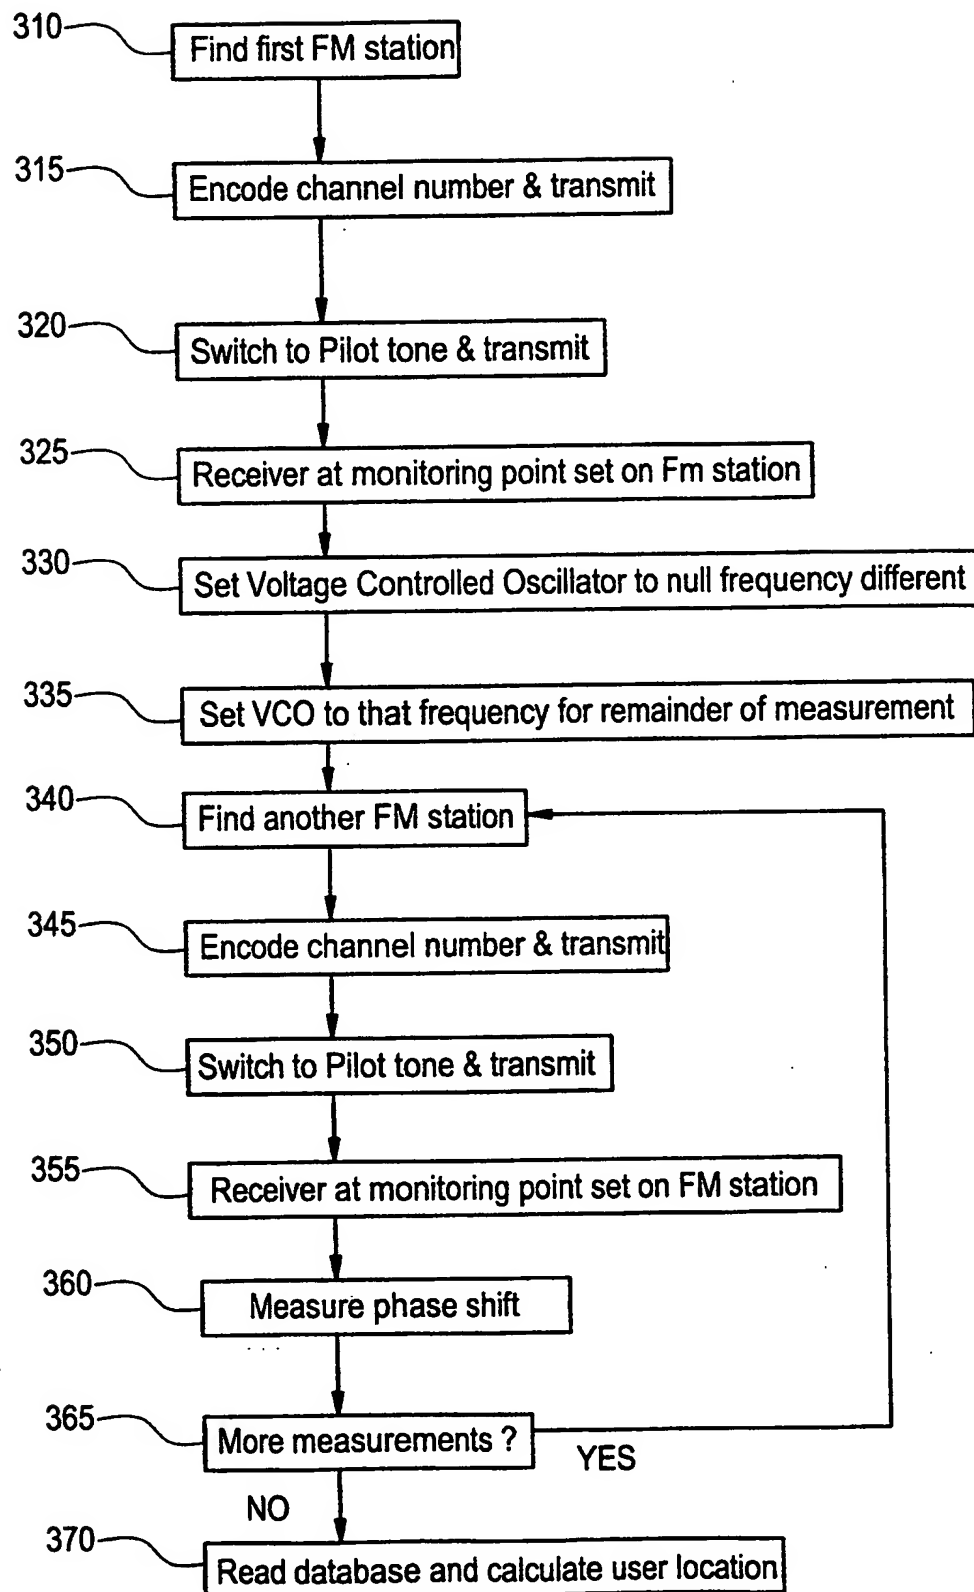 310 Find first FM station
315 Encode channel number & transmit
320 Switch to Pilot tone & transmit
325 Receiver at monitoring point set on Fm station
330 Set Voltage Controlled Oscillator to null frequency different
335 Set VCO to that frequency for remainder of measurement
340 Find another FM station
345 Encode channel number & transmit
350 Switch to Pilot tone & transmit
355 Receiver at monitoring point set on FM station
360 Measure phase shift
365 More measurements ?
YES
NO
370 Read database and calculate user location